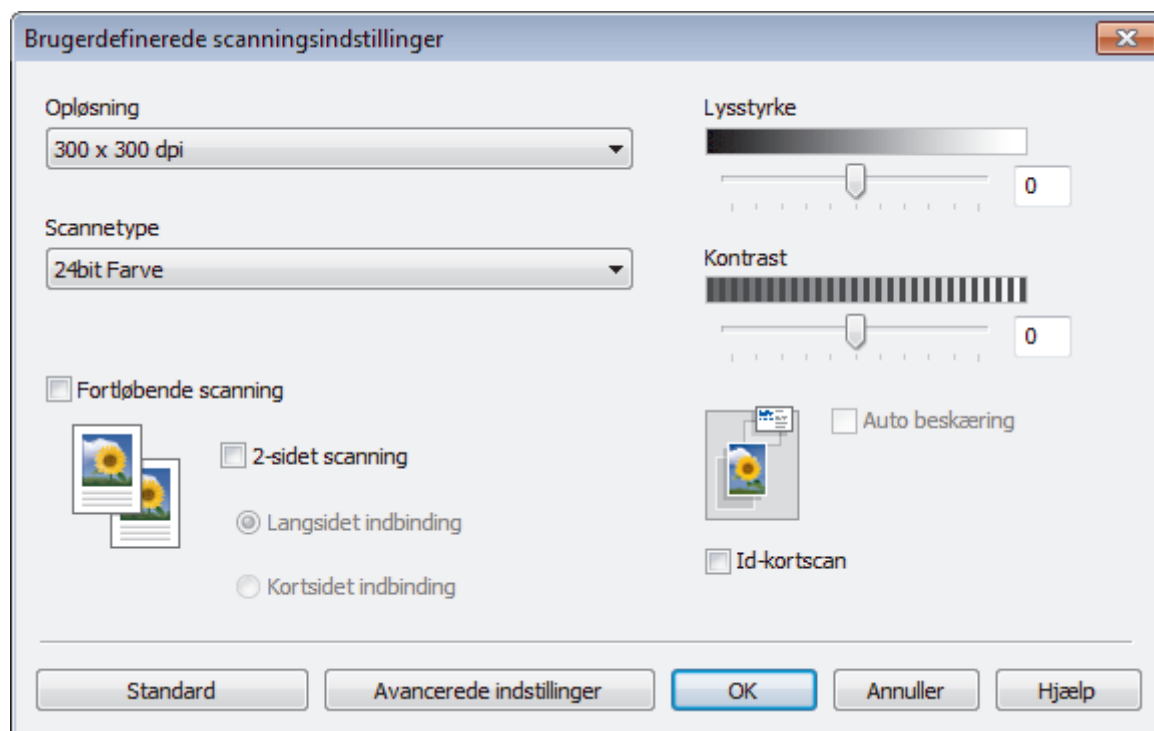 Brugerdefinerede scanningsindstillinger
Opløsning
300 x 300 dpi
Scannetype
24bit Farve
Lysstyrke
0
Kontrast
0
Fortløbende scanning
2-sidet scanning
Langsidet indbinding
Kortsidet indbinding
Auto beskæring
Id-kortscan
Standard
Avancerede indstillinger
OK
Annuller
Hjælp